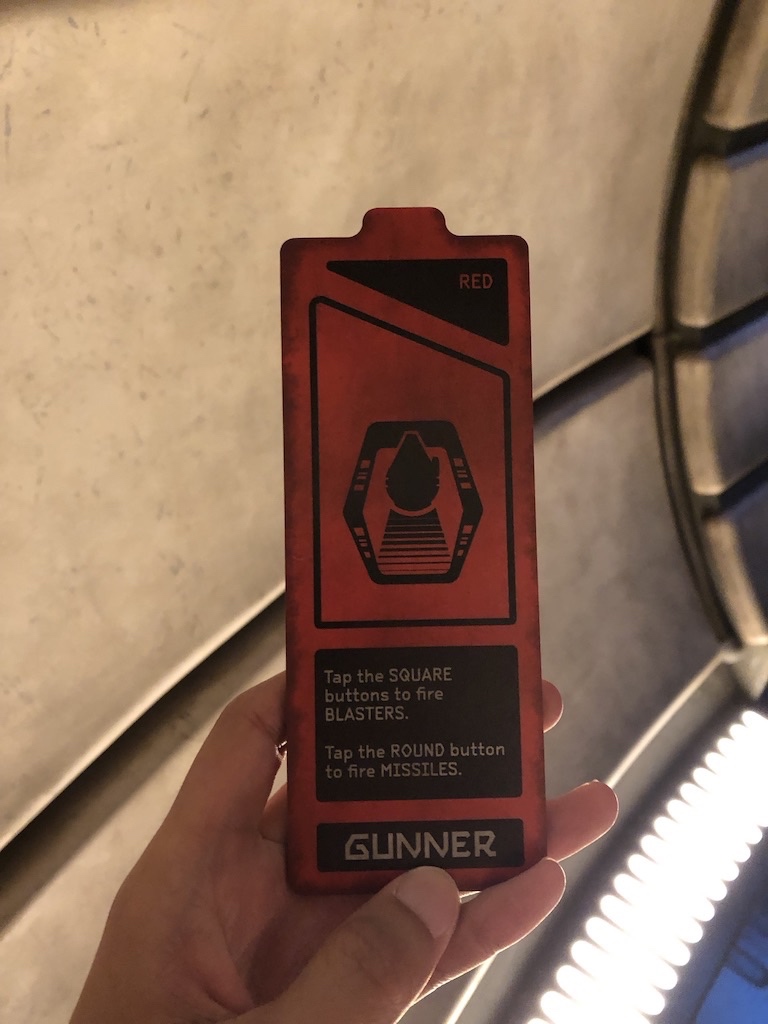 RED
Tap the SQUARE
buttons to fire
BLASTERS.
Tap the ROUND button
to fire MISSILES.
GUNNER